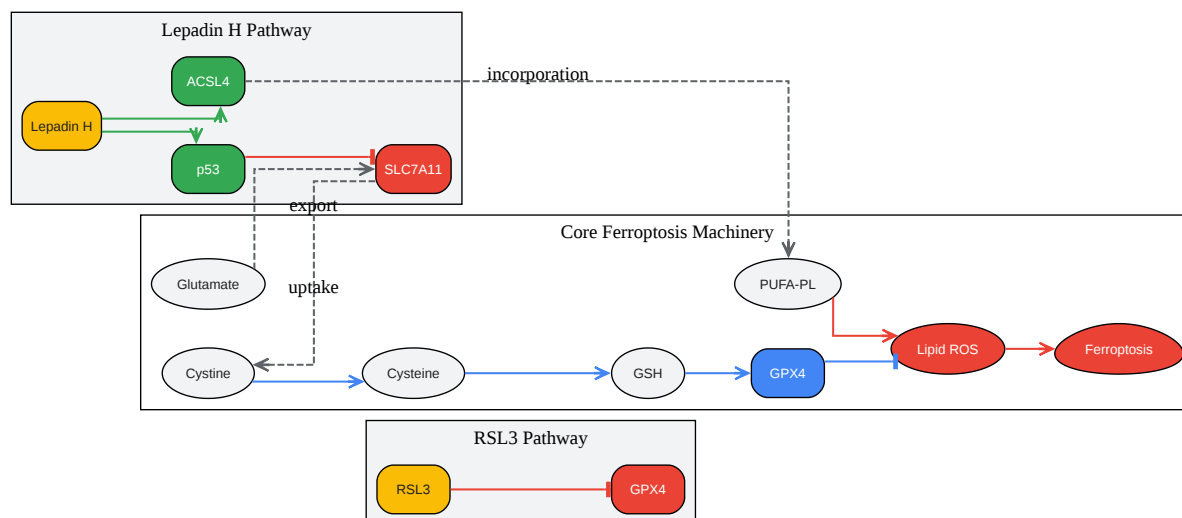 Lepadin H Pathway
ACSL4
incorporation
Lepadin H
p53
SLC7A11
export
Core Ferroptosis Machinery
Glutamate
uptake
PUFA-PL
Lipid ROS
Ferroptosis
Cystine
Cysteine
GSH
GPX4
RSL3 Pathway
RSL3
GPX4